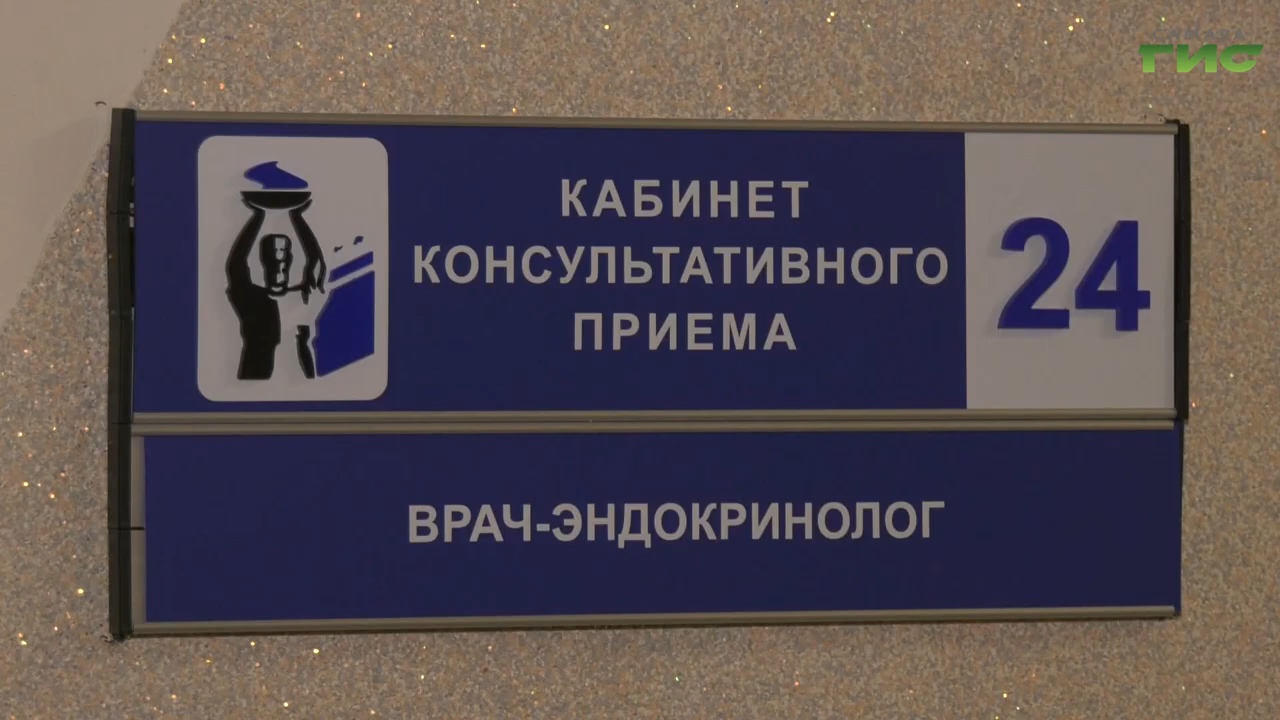 ГИС
КАБИНЕТ
КОНСУЛЬТАТИВНОГО
ПРИЕМА
24
ВРАЧ-ЭНДОКРИНОЛОГ